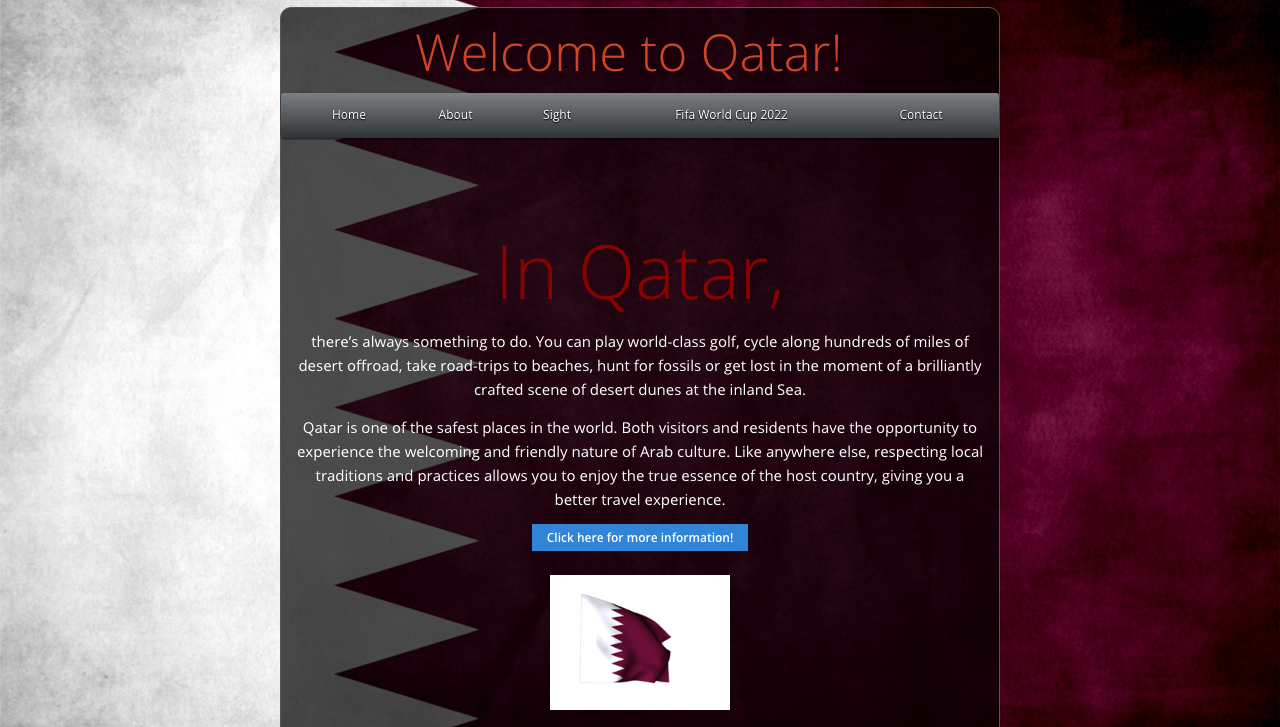 Welcome to Qatar!
Home About Sight Fifa World Cup 2022 Contact
In Qatar,
there’s always something to do. You can play world-class golf, cycle along hundreds of miles of
desert offroad, take road-trips to beaches, hunt for fossils or get lost in the moment of a brilliantly
crafted scene of desert dunes at the inland Sea.
Qatar is one of the safest places in the world. Both visitors and residents have the opportunity to
experience the welcoming and friendly nature of Arab culture. Like anywhere else, respecting local
traditions and practices allows you to enjoy the true essence of the host country, giving you a
better travel experience.
Click here for more information!